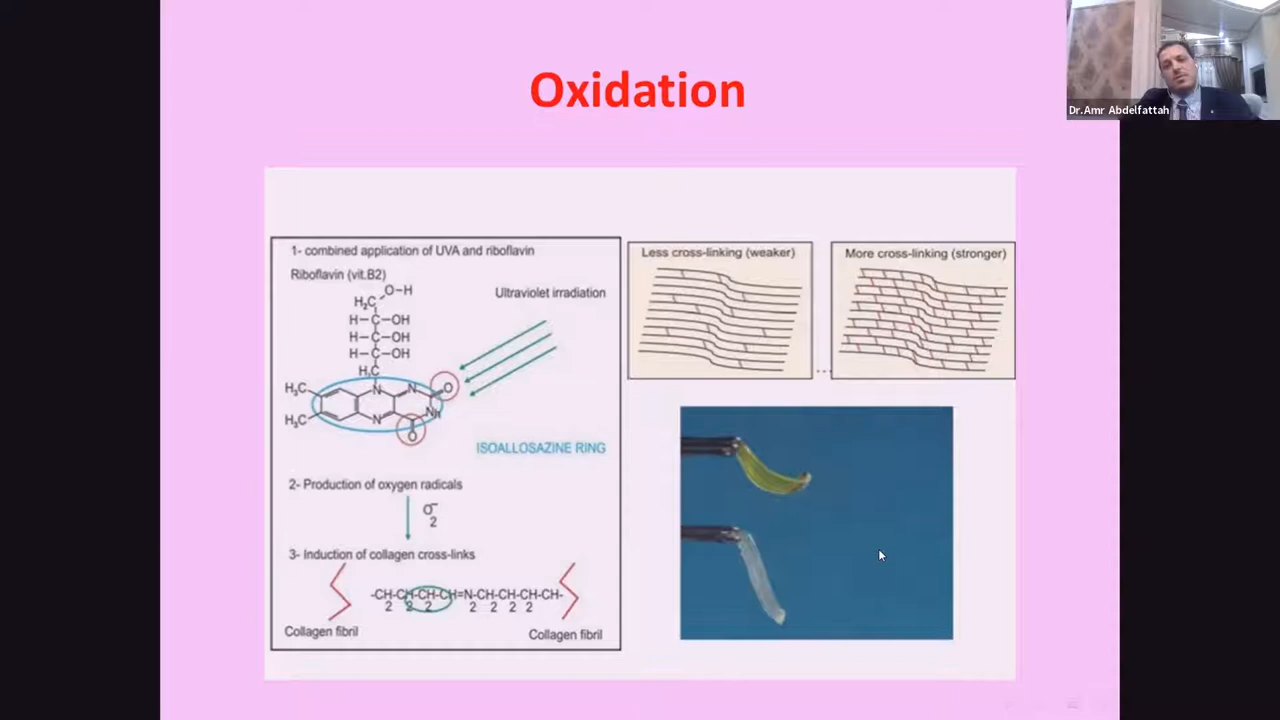 Oxidation
Dr.Amr Abdelfattah
1- combined application of UVA and riboflavin
Riboflavin (vit.B2)
Ultraviolet irradiation
O-H
H₂C
H-C-OH
H-C-OH
H-C-OH
H₂C
H₃C
N
N
O
H₃C
N
NH
O
ISOALLOSAZINE RING
2- Production of oxygen radicals
O₂⁻
3- Induction of collagen cross-links
-CH-CH-CH-CH=N-CH-CH-CH-CH-
2 2 2 2 2 2 2
Collagen fibril
Collagen fibril
Less cross-linking (weaker)
...
More cross-linking (stronger)